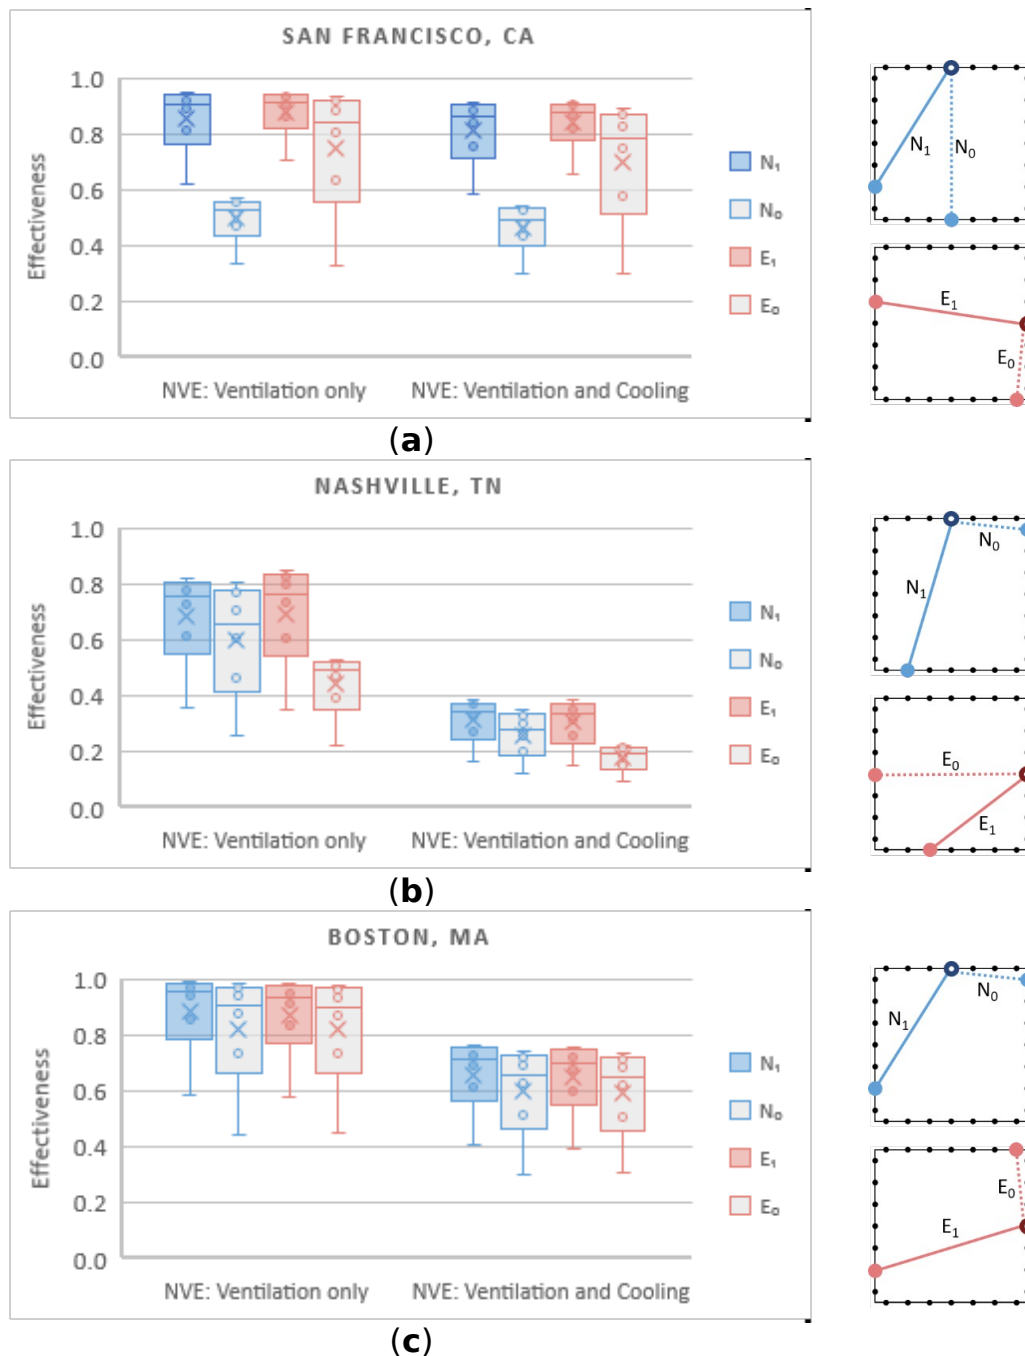 SAN FRANCISCO, CA
Effectiveness
1.0
0.8
0.6
0.4
0.2
0.0
NVE: Ventilation only
NVE: Ventilation and Cooling
N₁
N₀
E₁
E₀
N₁
N₀
E₁
E₀
(a)
NASHVILLE, TN
Effectiveness
1.0
0.8
0.6
0.4
0.2
0.0
NVE: Ventilation only
NVE: Ventilation and Cooling
N₁
N₀
E₁
E₀
N₀
N₁
E₀
E₁
(b)
BOSTON, MA
Effectiveness
1.0
0.8
0.6
0.4
0.2
0.0
NVE: Ventilation only
NVE: Ventilation and Cooling
N₁
N₀
E₁
E₀
N₀
N₁
E₀
E₁
(c)